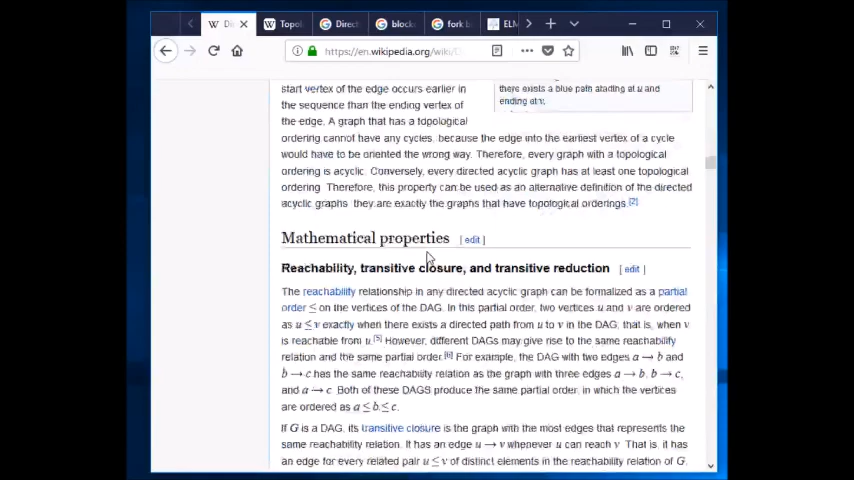 Di
Topol
Direct
block
fork b
ELM
https://en.wikipedia.org/wiki/
start vertex of the edge occurs earlier in
the sequence than the ending vertex of
the edge. A graph that has a topological
ordering cannot have any cycles, because the edge into the earliest vertex of a cycle
would have to be oriented the wrong way. Therefore, every graph with a topological
ordering is acyclic. Conversely, every directed acyclic graph has at least one topological
ordering. Therefore, this property can be used as an alternative definition of the directed
acyclic graphs they are exactly the graphs that have topological orderings.[2]
there exists a blue path atading at u and
ending at v.
Mathematical properties [ edit ]
Reachability, transitive closure, and transitive reduction [ edit ]
The reachability relationship in any directed acyclic graph can be formalized as a partial
order ≤ on the vertices of the DAG. In this partial order, two vertices u and v are ordered
as u ≤ v exactly when there exists a directed path from u to v in the DAG, that is, when v
is reachable from u.[5] However, different DAGs may give rise to the same reachability
relation and the same partial order.[6] For example, the DAG with two edges a → b and
b → c has the same reachability relation as the graph with three edges a → b, b → c,
and a → c. Both of these DAGS produce the same partial order, in which the vertices
are ordered as a ≤ b ≤ c.
If G is a DAG, its transitive closure is the graph with the most edges that represents the
same reachability relation. It has an edge u → v whenever u can reach v. That is, it has
an edge for every related pair u ≤ v of distinct elements in the reachability relation of G.